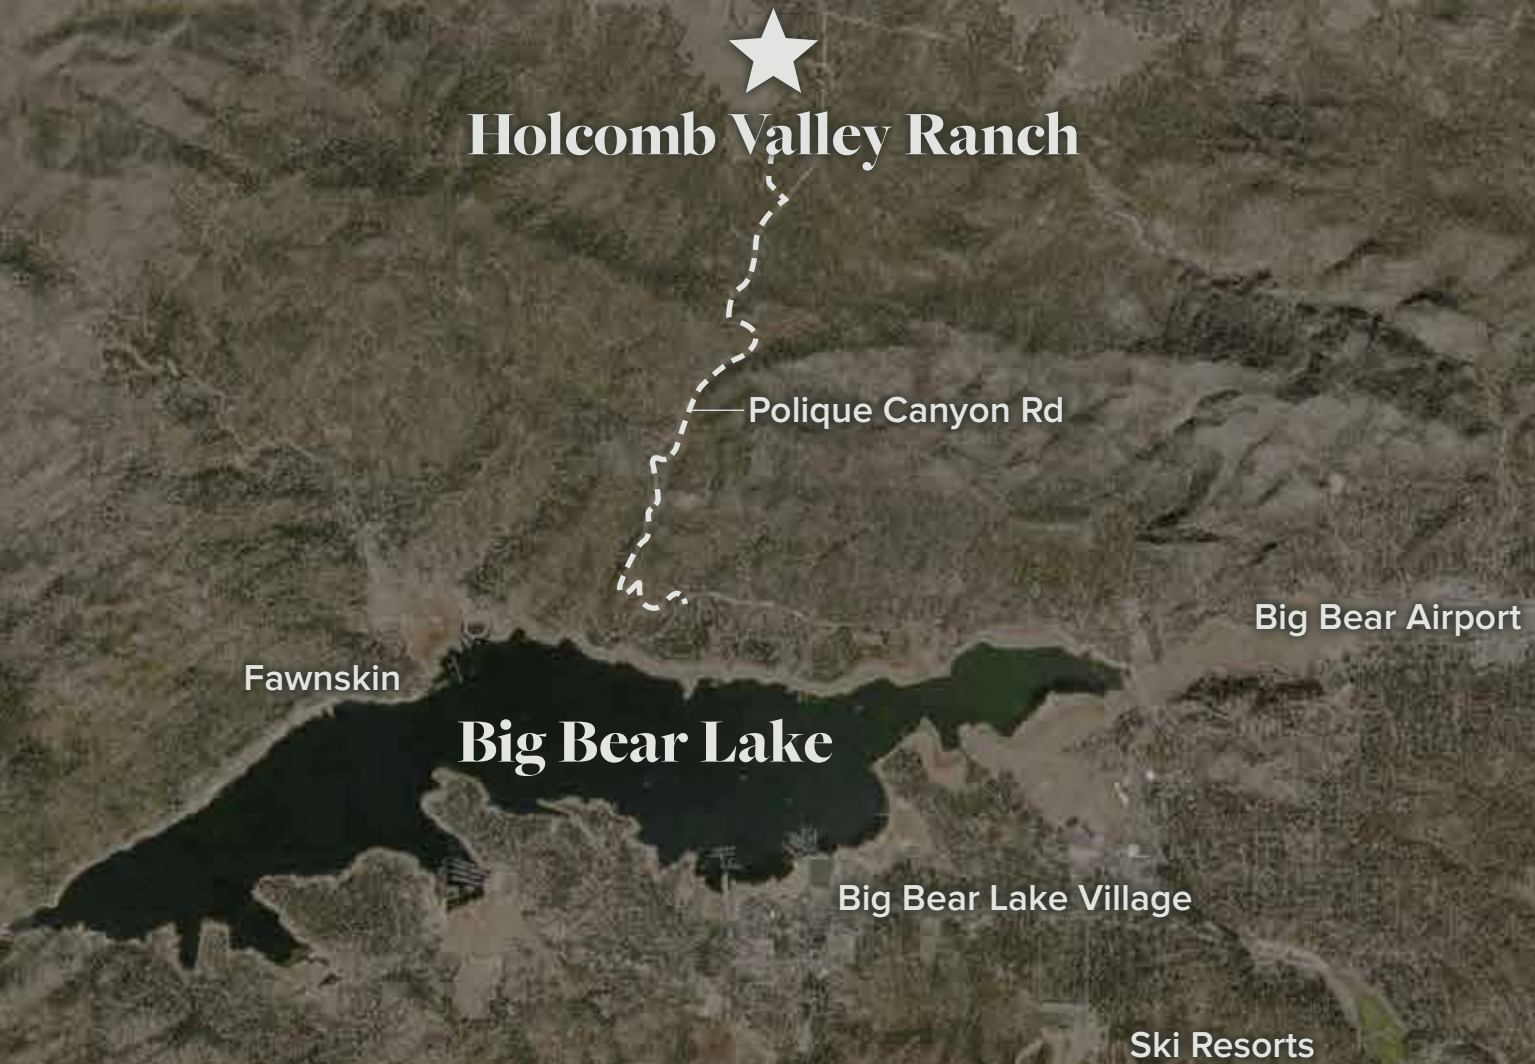 Holcomb Valley Ranch
Polique Canyon Rd
Big Bear Airport
Fawnskin
Big Bear Lake
Big Bear Lake Village
Ski Resorts